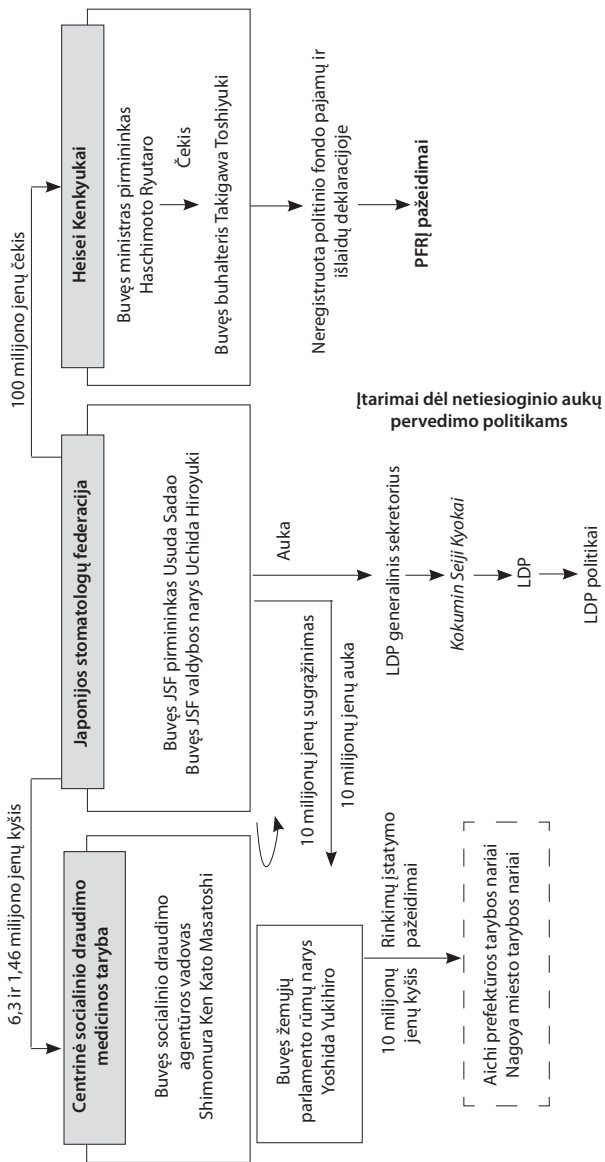 6,3 ir 1,46 milijono jenų kyšis
100 milijono jenų čekis
Centrinė socialinio draudimo
medicinos taryba
Buvęs socialinio draudimo
agentūros vadovas
Shimomura Ken Kato Masatoshi
Japonijos stomatologų federacija
Buvęs JSF pirmininkas Usuda Sadao
Buvęs JSF valdybos narys Uchida Hiroyuki
Heisei Kenkyukai
Buvęs ministras pirmininkas
Haschimoto Ryutaro
Čekis
Buvęs buhalteris Takigawa Toshiyuki
10 milijonų jenų sugrąžinimas
10 milijonų jenų auka
Buvęs žemųjų
parlamento rūmų narys
Yoshida Yukihiro
10 milijonų
jenų kyšis
Rinkimų įstatymo
pažeidimai
Aichi prefektūros tarybos nariai
Nagoya miesto tarybos nariai
Auka
LDP generalinis sekretorius
Kokumin Seiji Kyokai
LDP
LDP politikai
Neregistruota politinio fondo pajamų ir
išlaidų deklaracijoje
PFRĮ pažeidimai
Įtarimai dėl netiesioginio aukų
pervedimo politikams